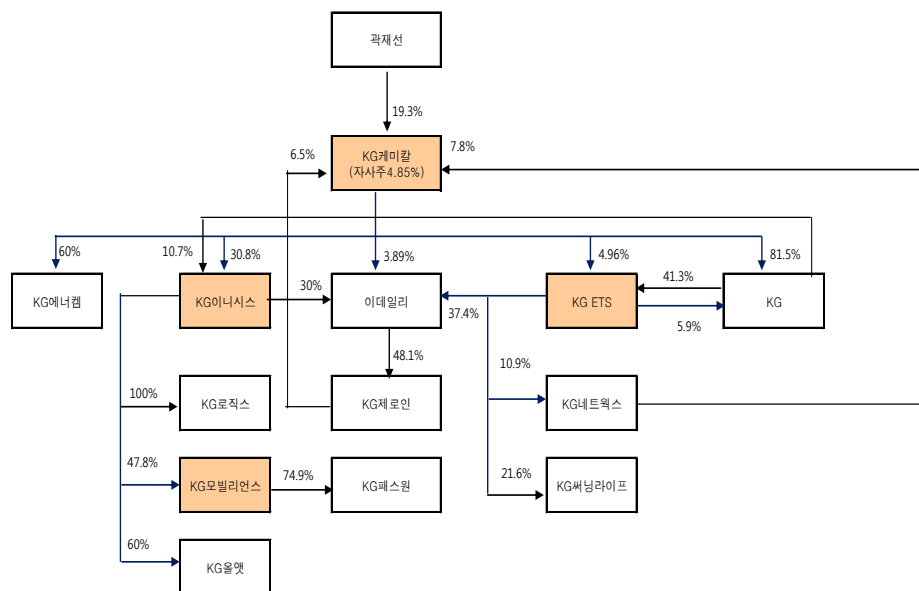 곽재선
19.3%
6.5%
KG케미칼
(자사주4.85%)
7.8%
60%
10.7%
30.8%
3.89%
4.96%
81.5%
KG에너켐
KG이니시스
30%
이데일리
37.4%
KG ETS
41.3%
5.9%
KG
48.1%
10.9%
100%
KG로직스
KG제로인
KG네트웍스
47.8%
KG모빌리언스
74.9%
KG패스원
21.6%
KG써닝라이프
60%
KG올앳